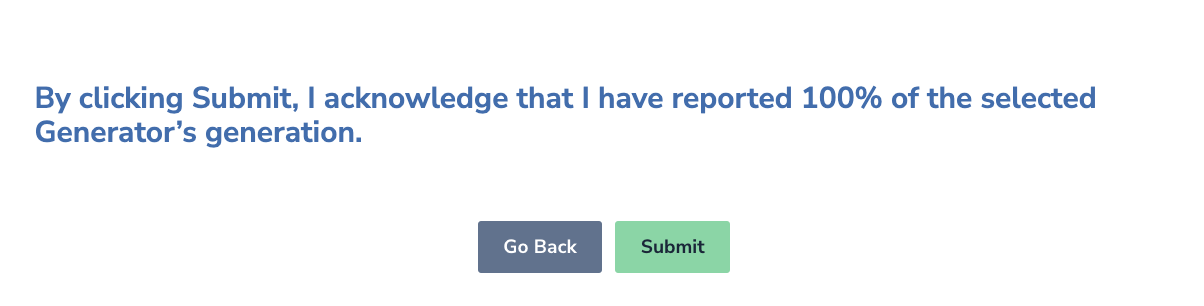 By clicking Submit, I acknowledge that I have reported 100% of the selected
Generator’s generation.
Go Back
Submit